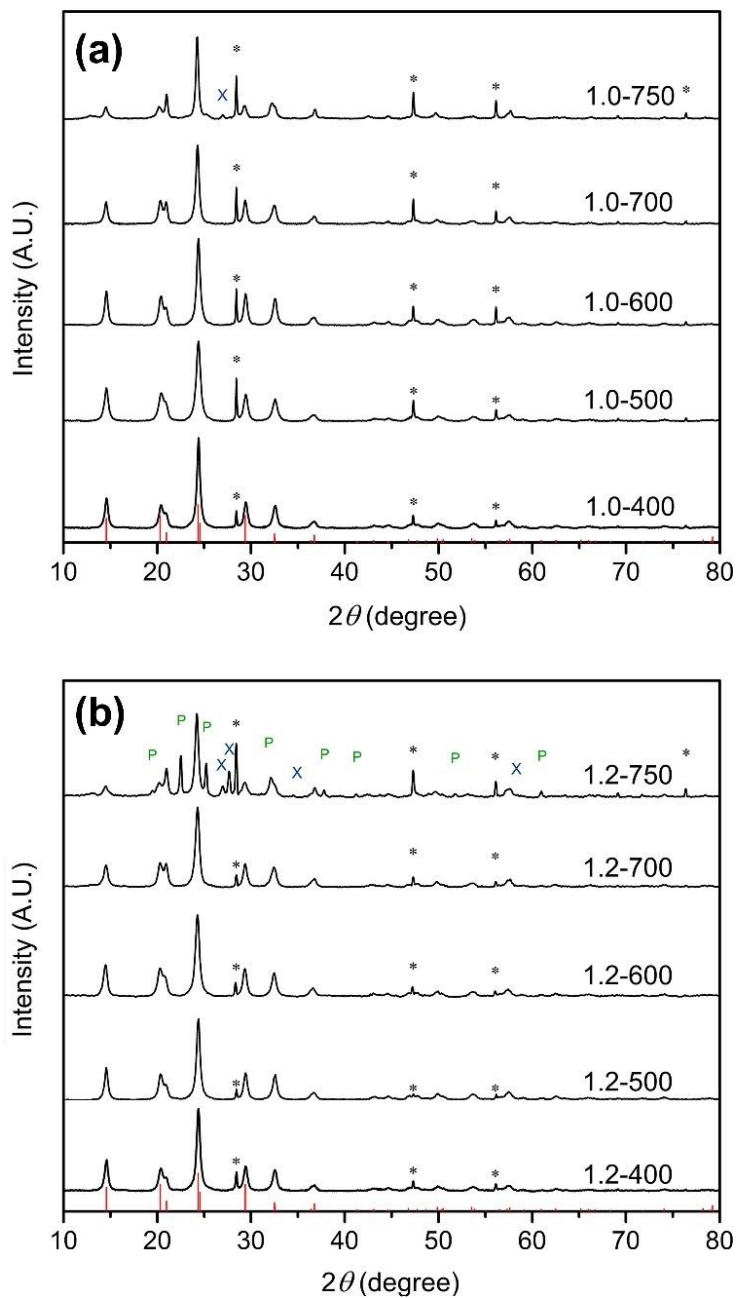 (a)
*
*
*
X
1.0-750
*
*
*
*
1.0-700
*
*
*
1.0-600
*
*
*
1.0-500
*
*
*
1.0-400
10 20 30 40 50 60 70 80
2θ (degree)
Intensity (A.U.)
(b)
P
P
P
X
X
*
P
X
P
P
*
P
*
X
P
1.2-750
*
*
*
*
1.2-700
*
*
*
1.2-600
*
*
*
1.2-500
*
*
*
1.2-400
10 20 30 40 50 60 70 80
2θ (degree)
Intensity (A.U.)